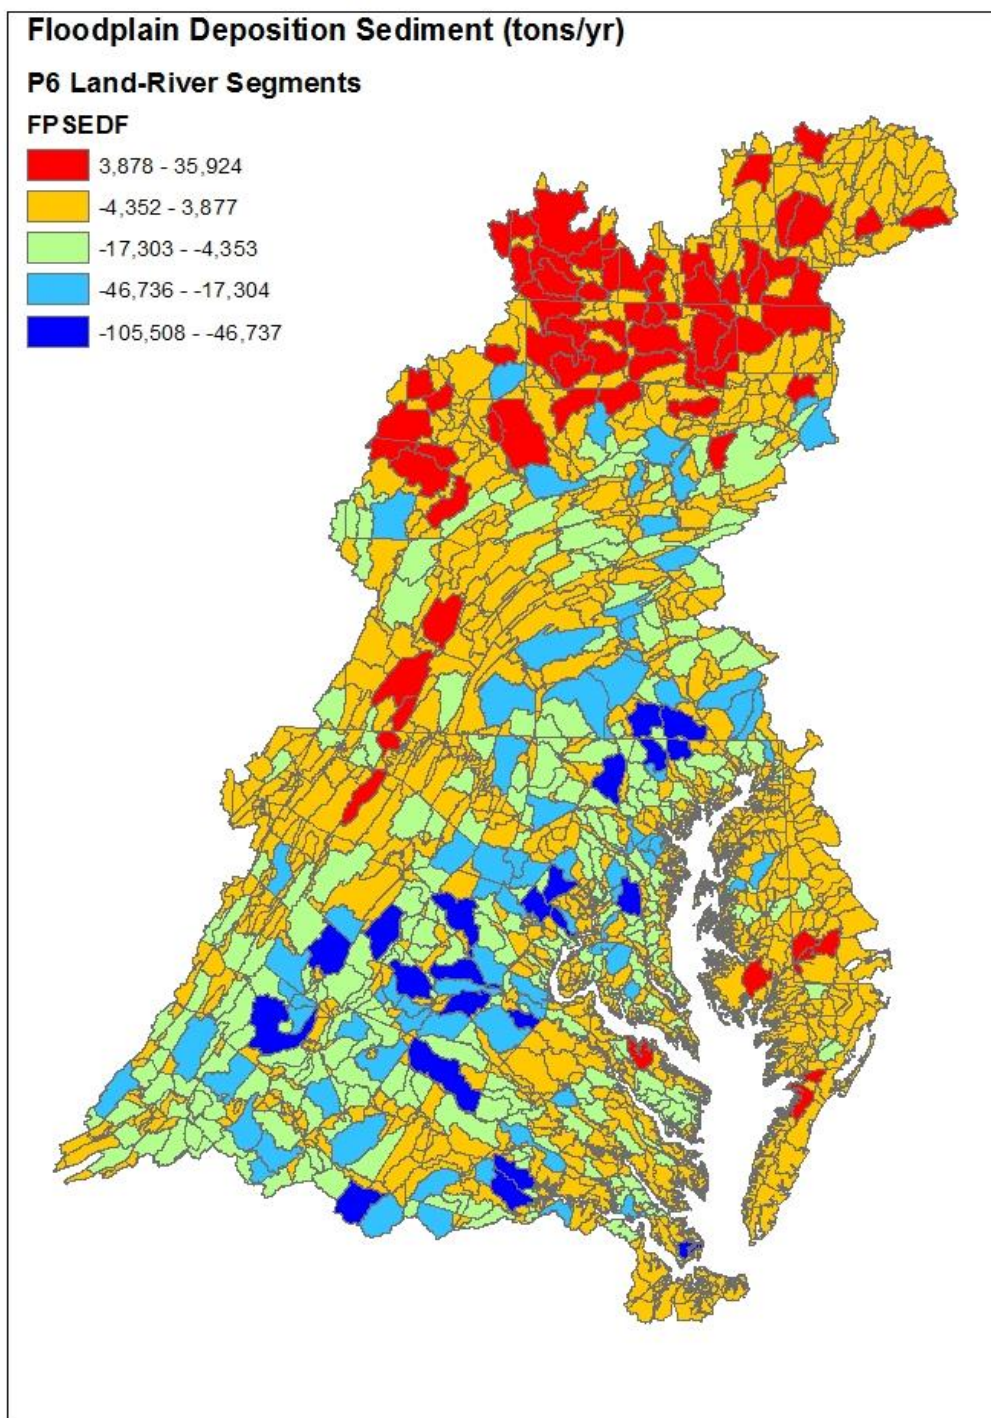 Floodplain Deposition Sediment (tons/yr)
P6 Land-River Segments
FPSEDF
3,878 - 35,924
-4,352 - 3,877
-17,303 - -4,353
-46,736 - -17,304
-105,508 - -46,737